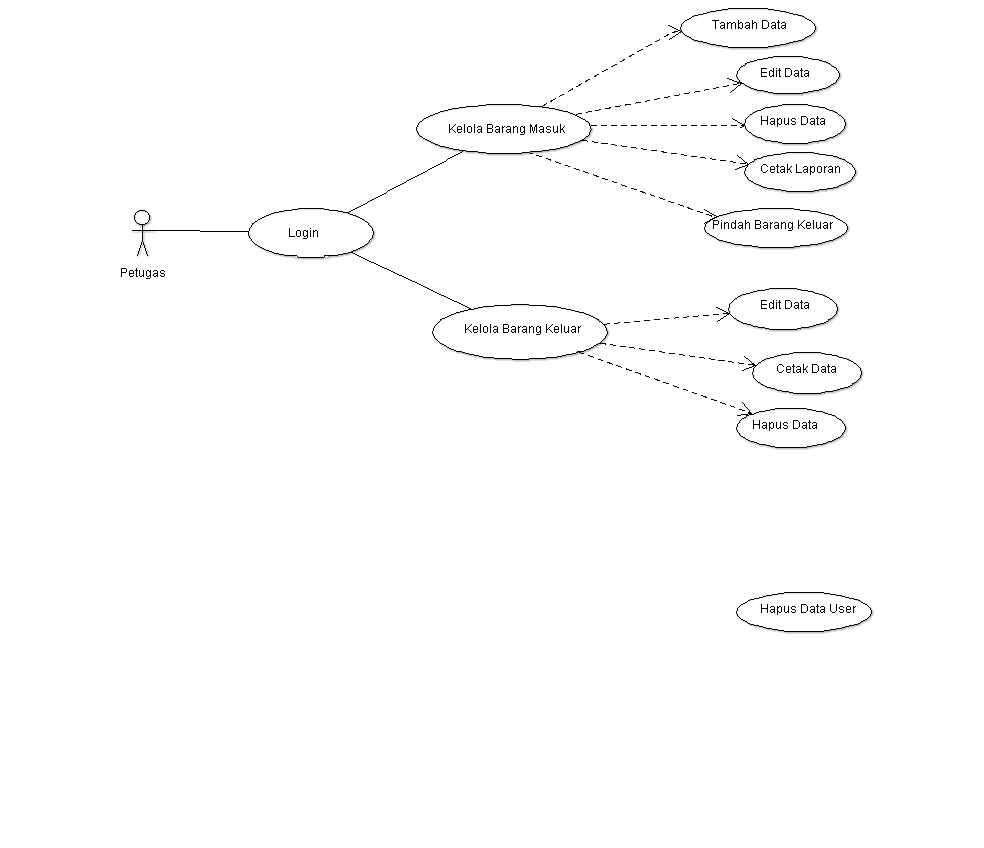 Tambah Data
Edit Data
Kelola Barang Masuk
Hapus Data
Cetak Laporan
Pindah Barang Keluar
Login
Petugas
Kelola Barang Keluar
Edit Data
Cetak Data
Hapus Data
Hapus Data User